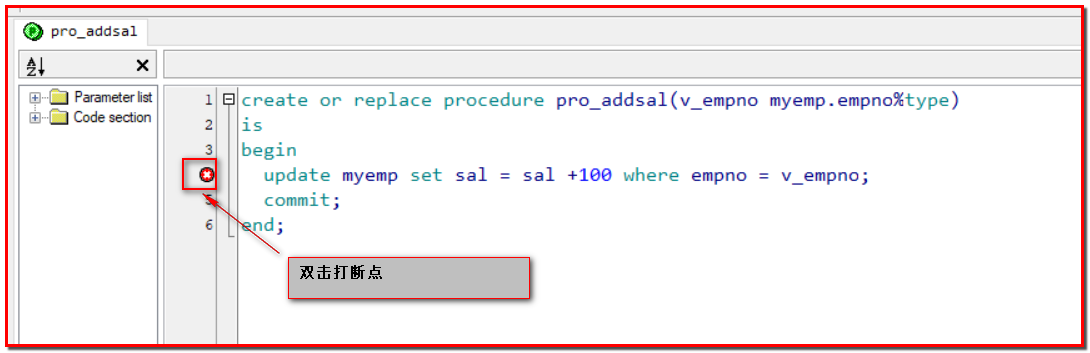 pro_addsal
Parameter list
Code section
1 create or replace procedure pro_addsal(v_empno myemp.empno%type)
2 is
3 begin
update myemp set sal = sal +100 where empno = v_empno;
5 commit;
6 end;
双击打断点